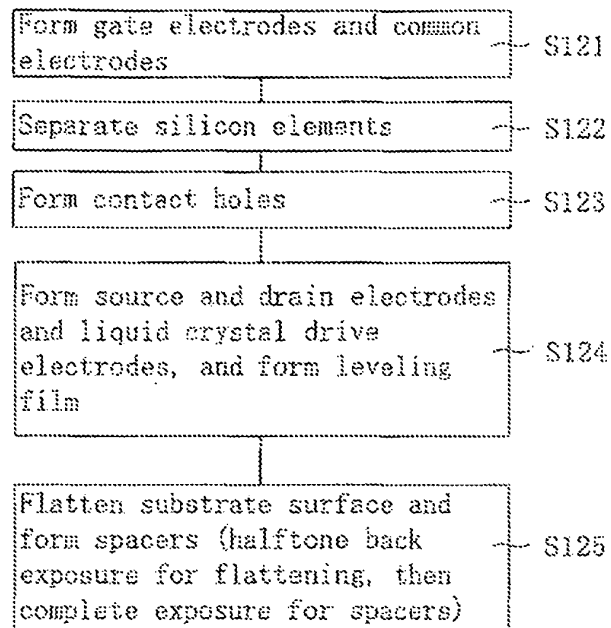 Form gate electrodes and common
electrodes
S121
Separate silicon elements
S122
Form contact holes
S123
Form source and drain electrodes
and liquid crystal drive
electrodes, and form leveling
film
S124
Flatten substrate surface and
form spacers (halftone back
exposure for flattening, then
complete exposure for spacers)
S125